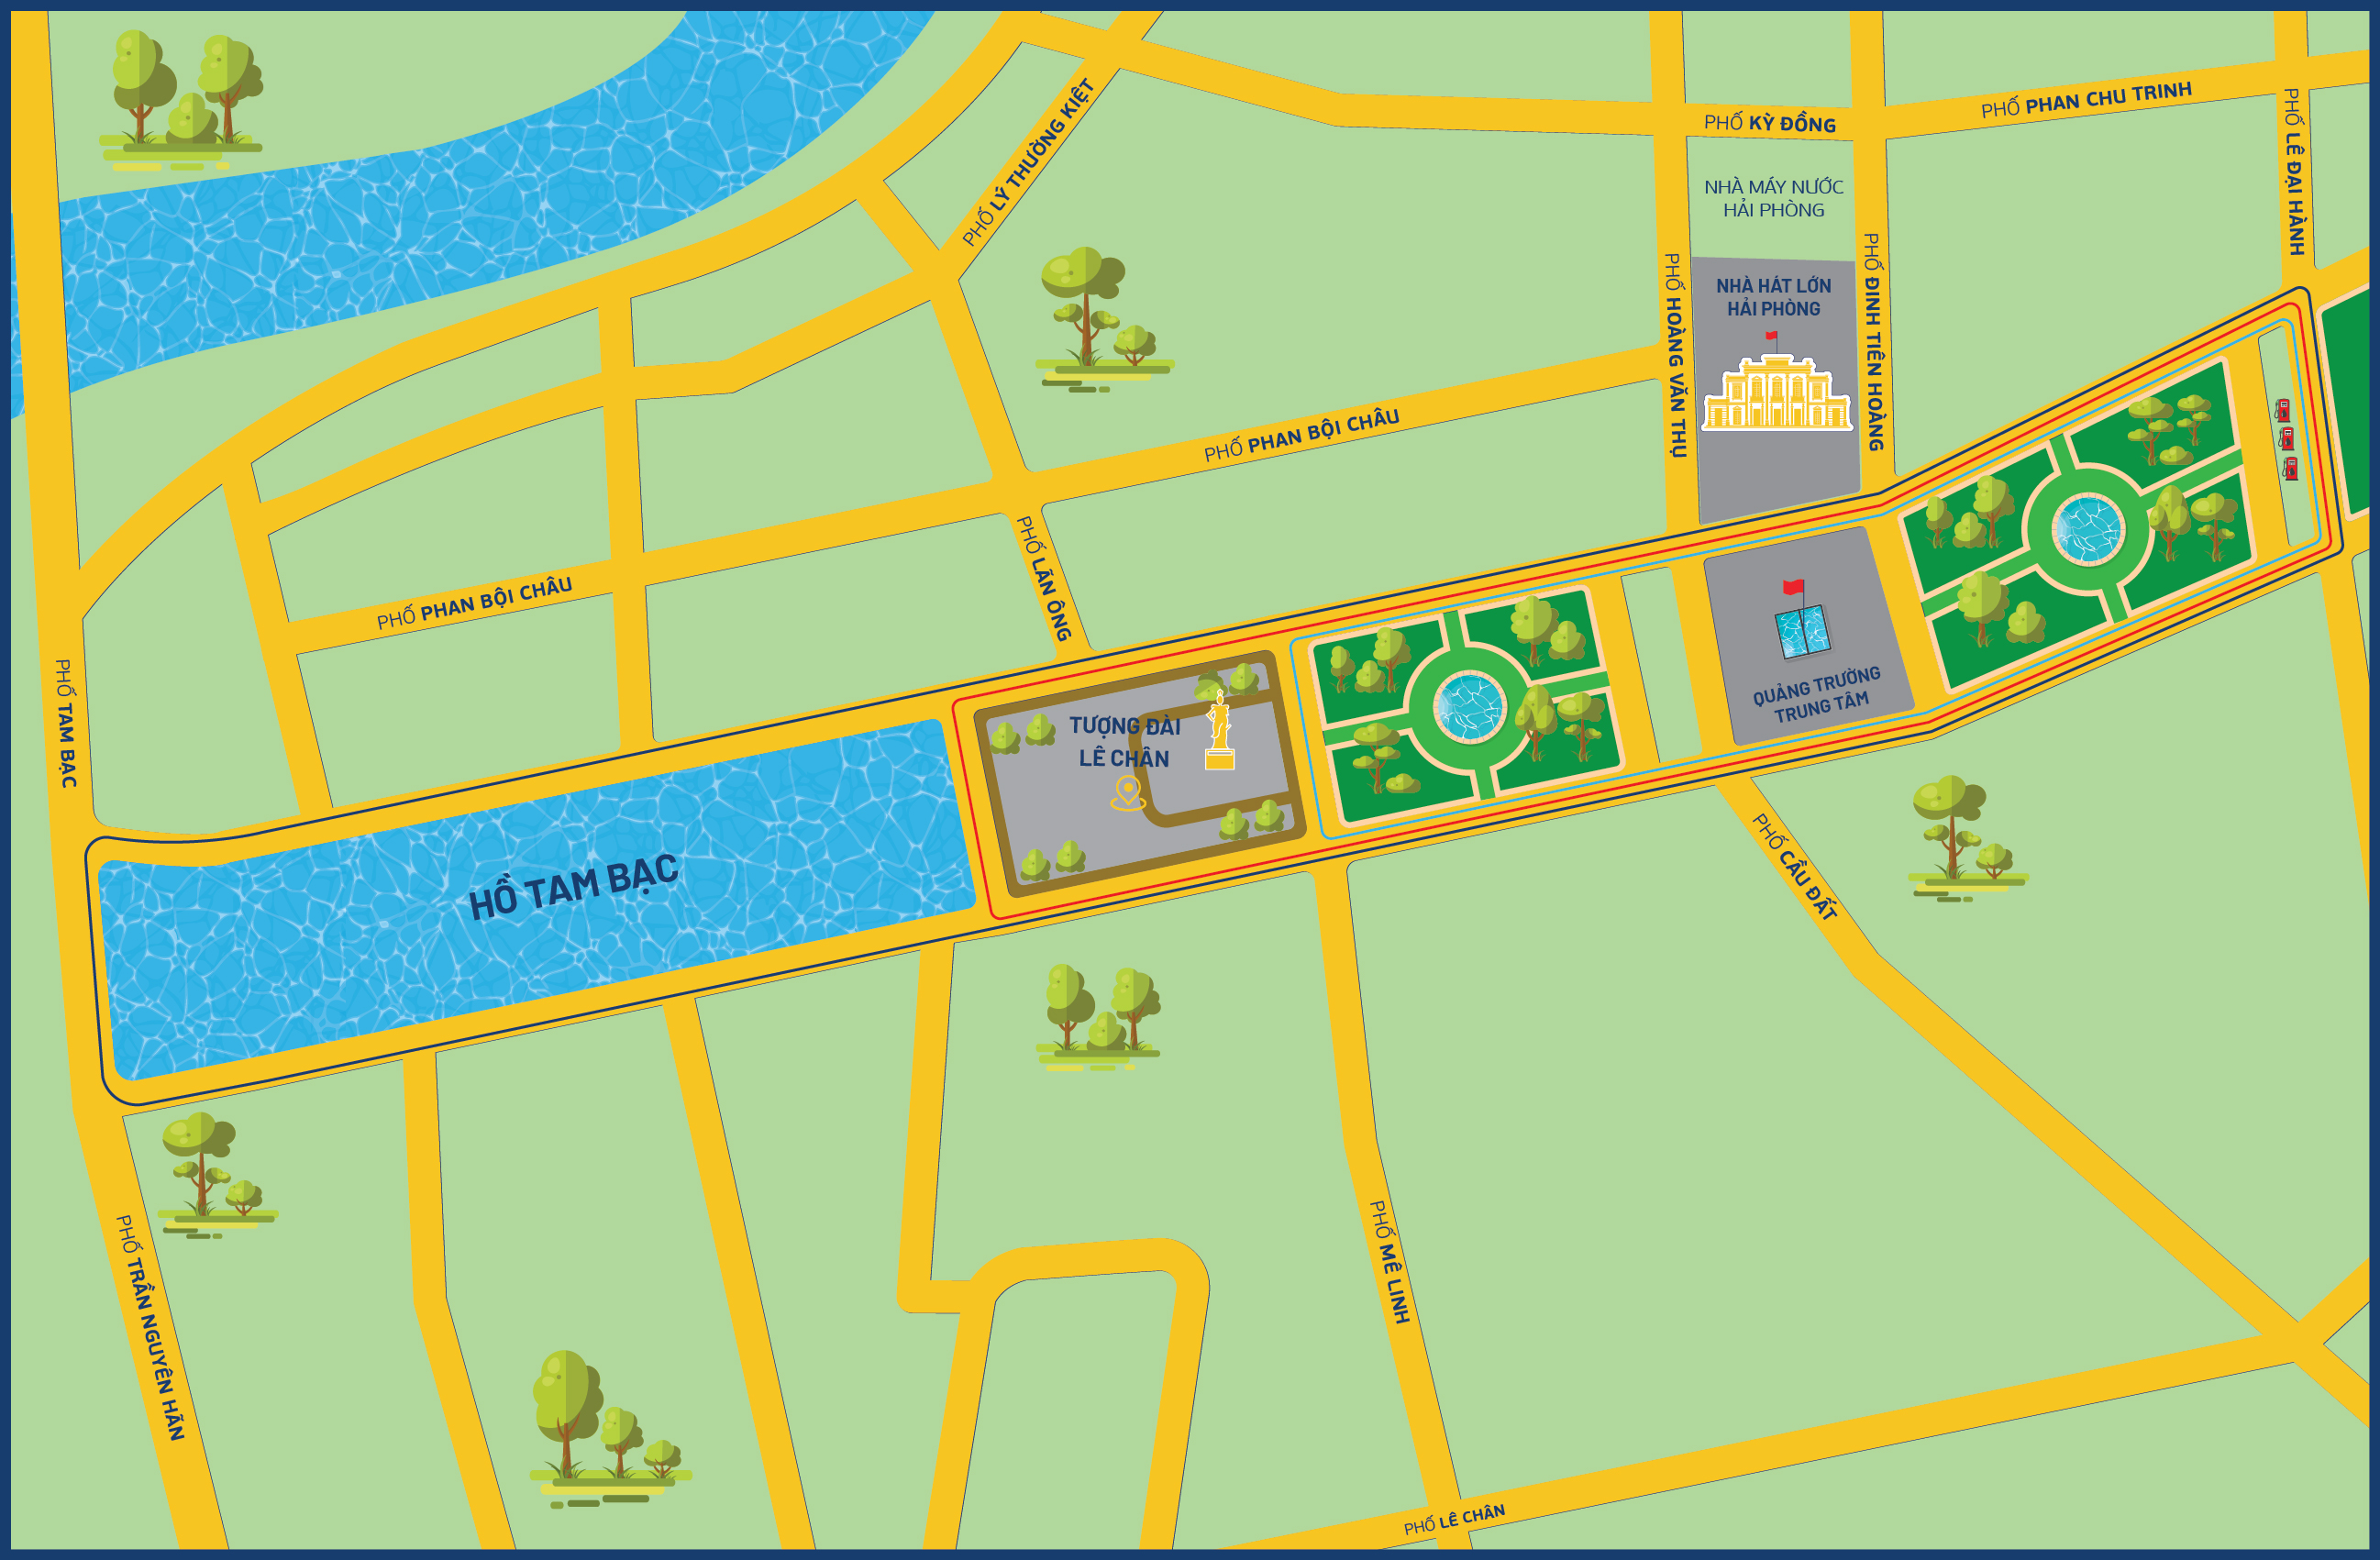 PHỐ LÝ THƯỜNG KIỆT
PHỐ KỲ ĐỒNG
PHỐ PHAN CHU TRINH
PHỐ LÊ ĐẠI HÀNH
NHÀ MÁY NƯỚC
HẢI PHÒNG
NHÀ HÁT LỚN
HẢI PHÒNG
PHỐ HOÀNG VĂN THỤ
PHỐ ĐINH TIÊN HOÀNG
PHỐ PHAN BỘI CHÂU
PHỐ PHAN BỘI CHÂU
PHỐ LÃN ÔNG
PHỐ TAM BẠC
TƯỢNG ĐÀI
LÊ CHÂN
QUẢNG TRƯỜNG
TRUNG TÂM
HỒ TAM BẠC
PHỐ CẦU ĐẤT
PHỐ TRẦN NGUYÊN HÃN
PHỐ MÊ LINH
PHỐ LÊ CHÂN